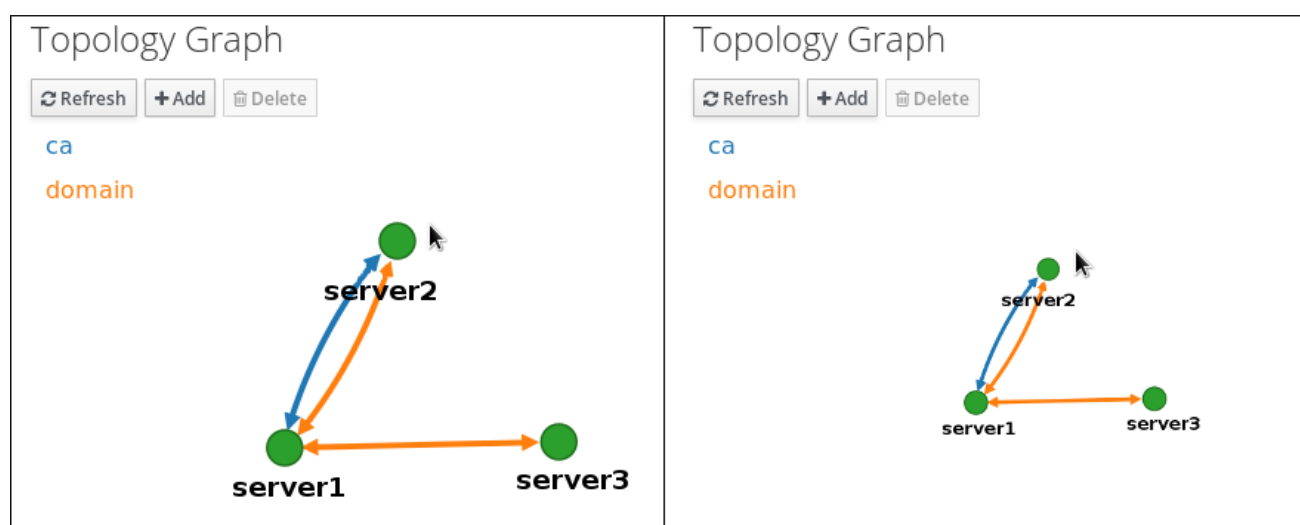 Topology Graph
Refresh Add Delete
ca
domain
server2
server1
server3
Topology Graph
Refresh Add Delete
ca
domain
server2
server1
server3